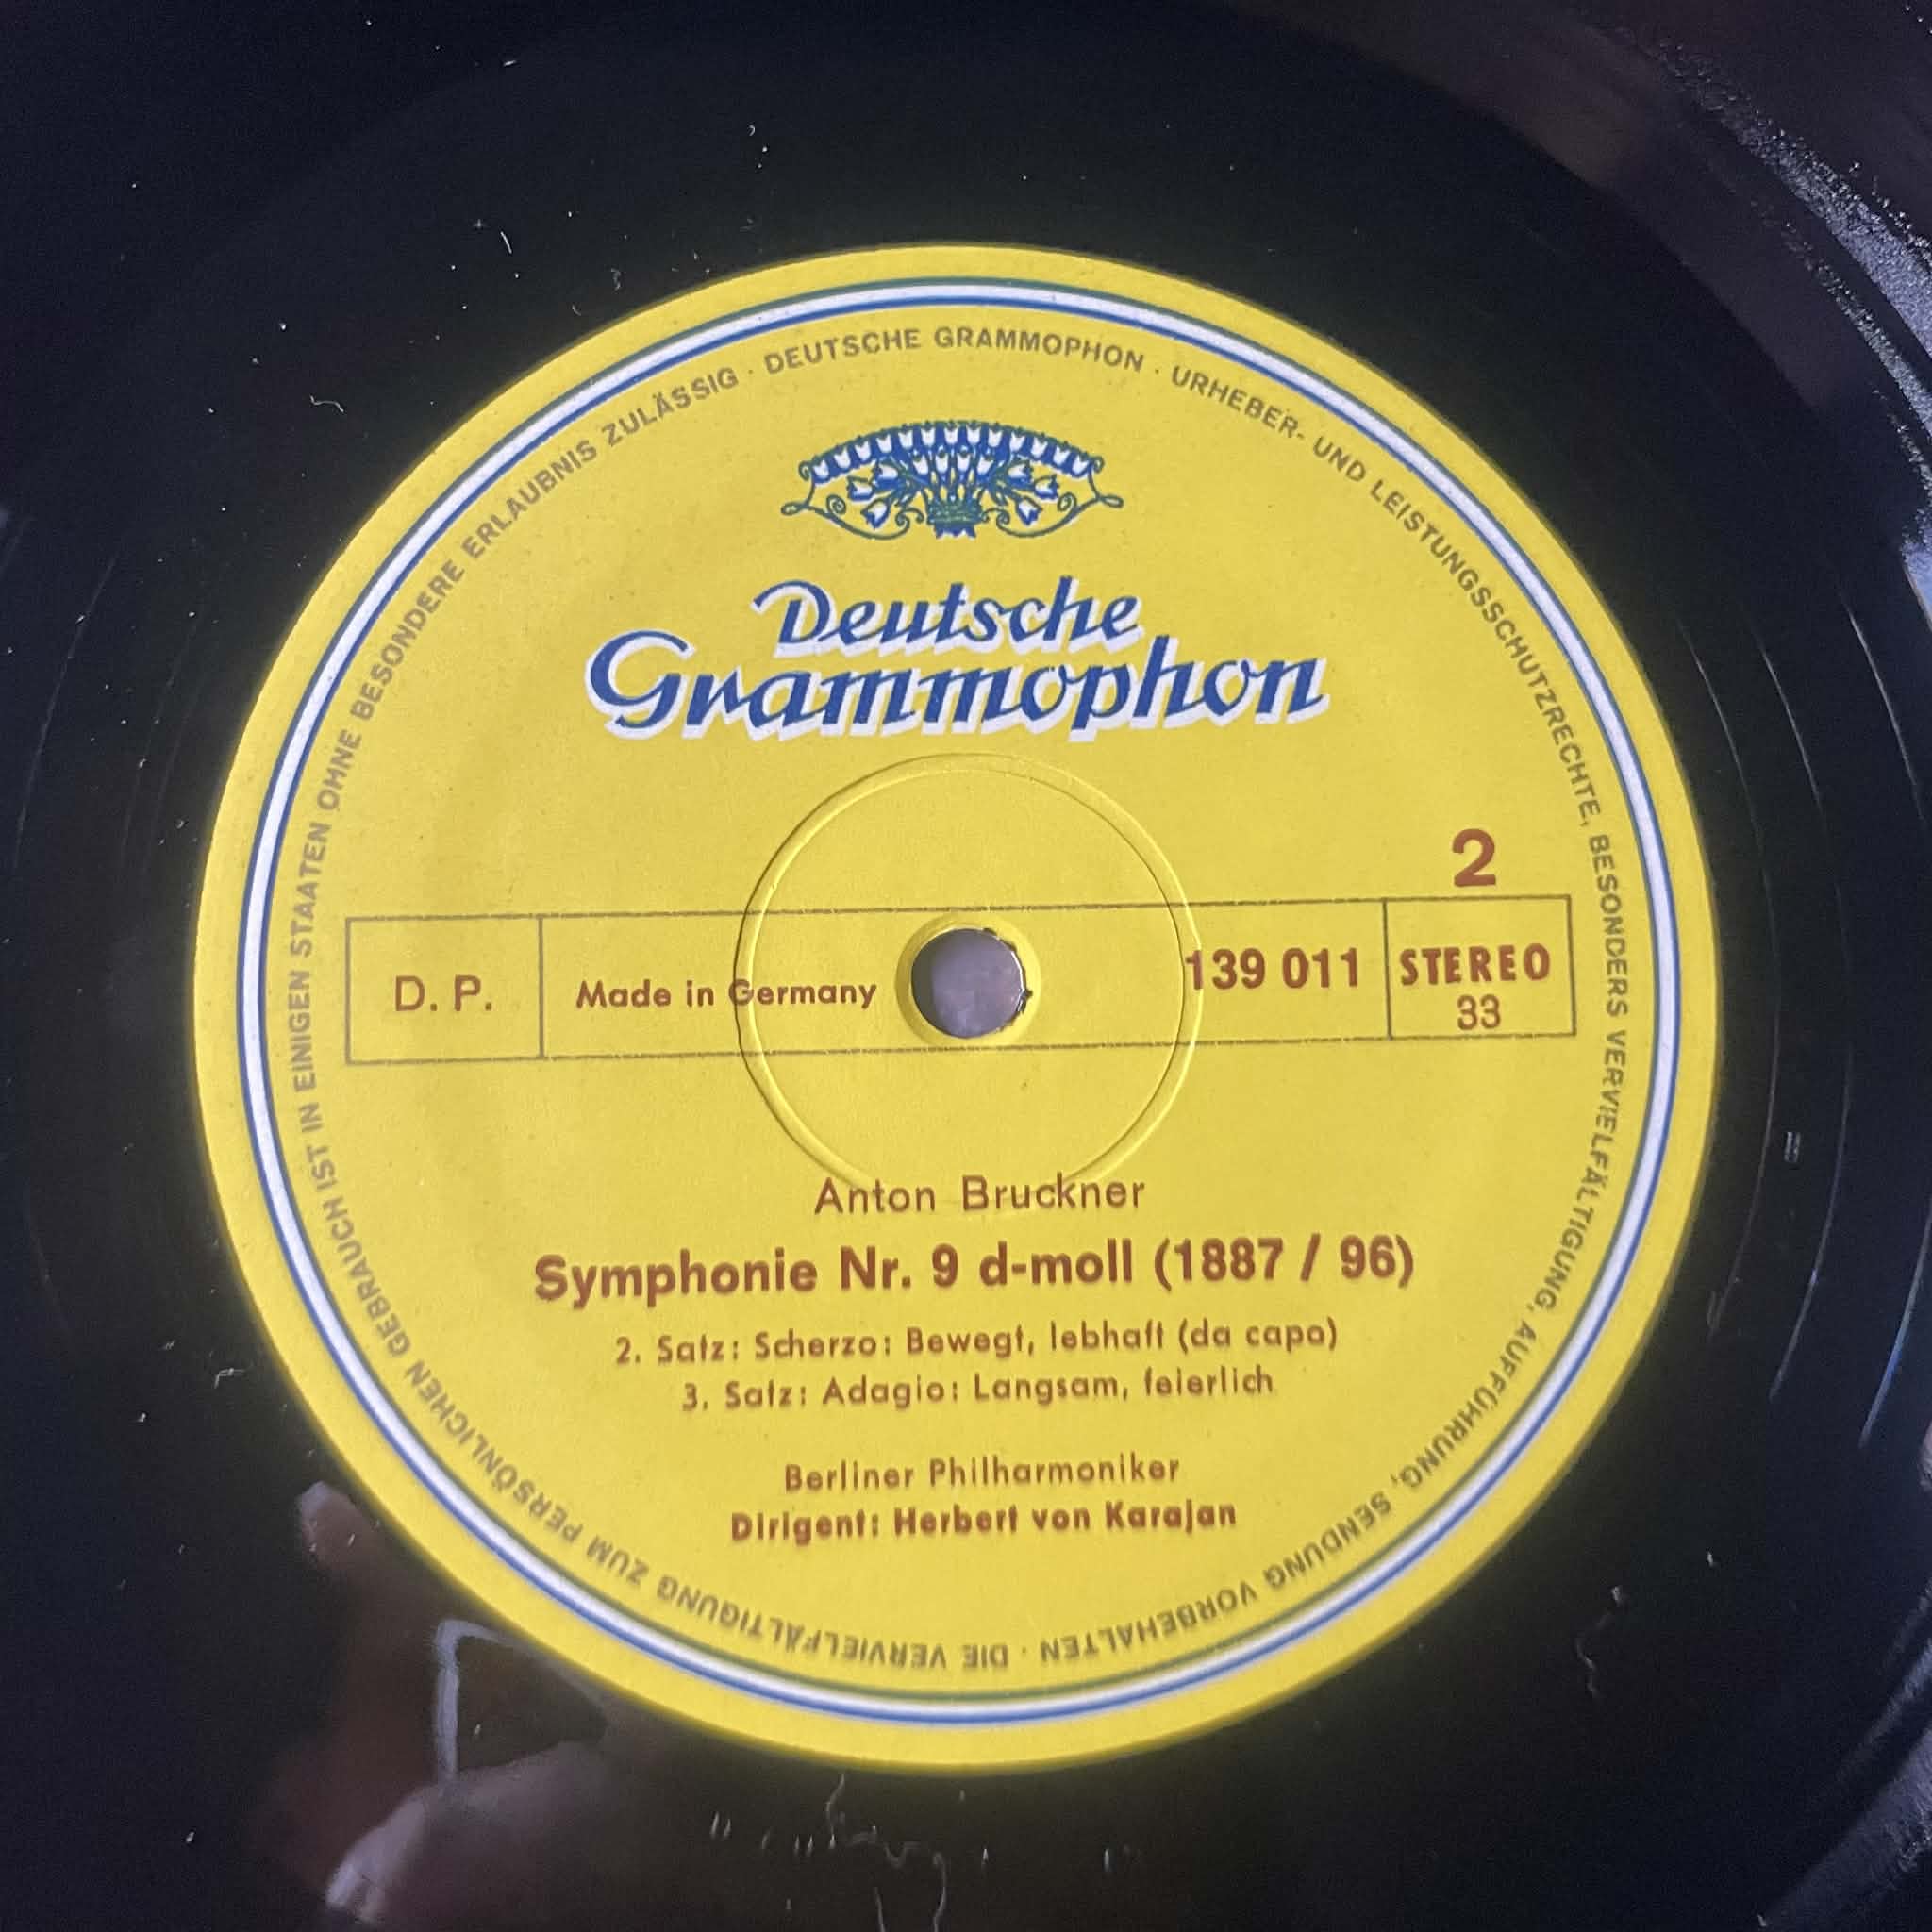 DEUTSCHE GRAMMOPHON · URHEBER- UND LEISTUNGSSCHUTZRECHTE, BESONDERS VERVIELFÄLTIGUNG, AUFFÜHRUNG, SENDUNG VORBEHALTEN · DIE VERVIELFÄLTIGUNG ZUM PERSÖNLICHEN GEBRAUCH IST IN EINIGEN STAATEN OHNE BESONDERE ERLAUBNIS ZULÄSSIG ·
Deutsche
Grammophon
2
D. P. Made in Germany 139 011 STEREO
33
Anton Bruckner
Symphonie Nr. 9 d-moll (1887 / 96)
2. Satz: Scherzo: Bewegt, lebhaft (da capo)
3. Satz: Adagio: Langsam, feierlich
Berliner Philharmoniker
Dirigent: Herbert von Karajan